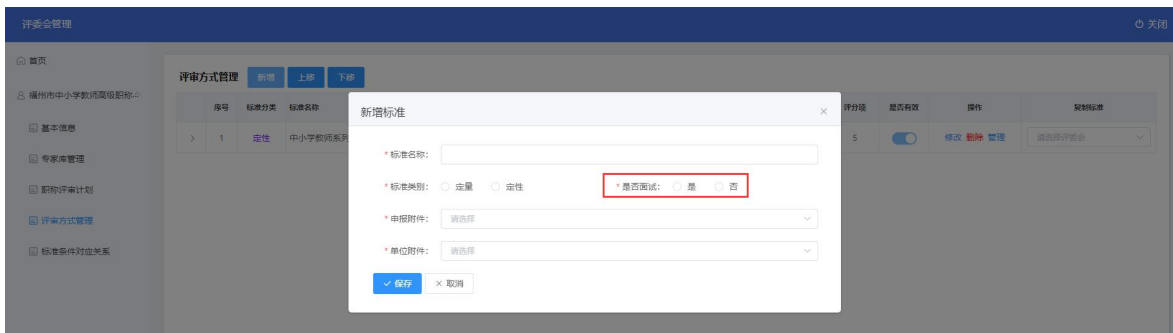 评委会管理 关闭
首页
福州市中小学教师高级职称...
基本信息
专家库管理
职称评审计划
评审方式管理
标准条件对应关系
评审方式管理 新增 上移 下移
序号 标准分类 标准名称 评分项 是否有效 操作 复制标准
1 定性 中小学教师系列 5 修改 删除 管理 请选择评委会
新增标准
*标准名称:
*标准类别: 定量 定性 *是否面试: 是 否
*申报附件: 请选择
*单位附件: 请选择
保存 取消